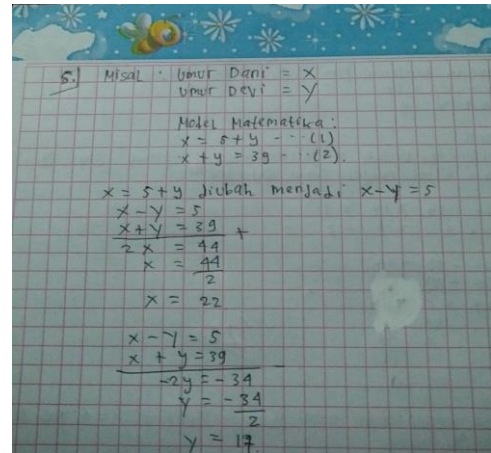 5.) Misal : Umur Dani = X
Umur Devi = Y
Model Matematika :
x = 5 + y ... (1)
x + y = 39 ... (2).
x = 5 + y diubah menjadi x - y = 5
x - y = 5
x + y = 39 +
2x = 44
x = 44
2
x = 22
x - y = 5
x + y = 39 -
-2y = -34
y = -34
2
y = 17